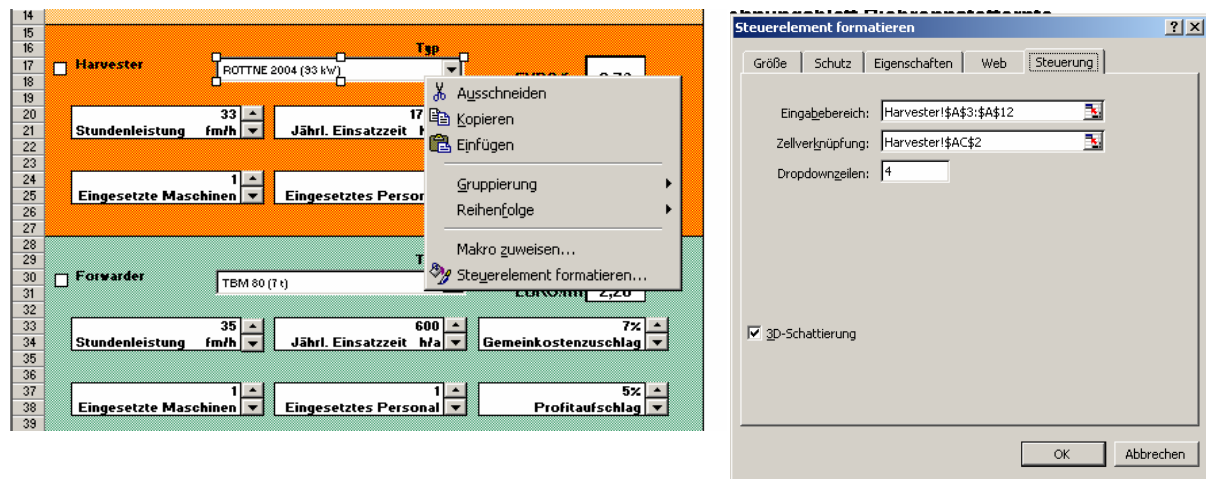 14
15
16 Typ
17 Harvester ROTTNE 2004 (93 kW)
18
19
20 33 17
21 Stundenleistung fm/h Jährl. Einsatzzeit
22
23
24 1
25 Eingesetzte Maschinen Eingesetztes Person
26
27
28
29 T
30 Forwarder TBM 80 (7 t)
31 EURO/fm 2,20
32
33 35 600 7%
34 Stundenleistung fm/h Jährl. Einsatzzeit h/a Gemeinkostenzuschlag
35
36
37 1 1 5%
38 Eingesetzte Maschinen Eingesetztes Personal Profitaufschlag
39
Ausschneiden
Kopieren
Einfügen
Gruppierung
Reihenfolge
Makro zuweisen...
Steuerelement formatieren...
Steuerelement formatieren
Größe Schutz Eigenschaften Web Steuerung
Eingabebereich: Harvester!$A$3:$A$12
Zellverknüpfung: Harvester!$AC$2
Dropdownzeilen: 4
3D-Schattierung
OK Abbrechen